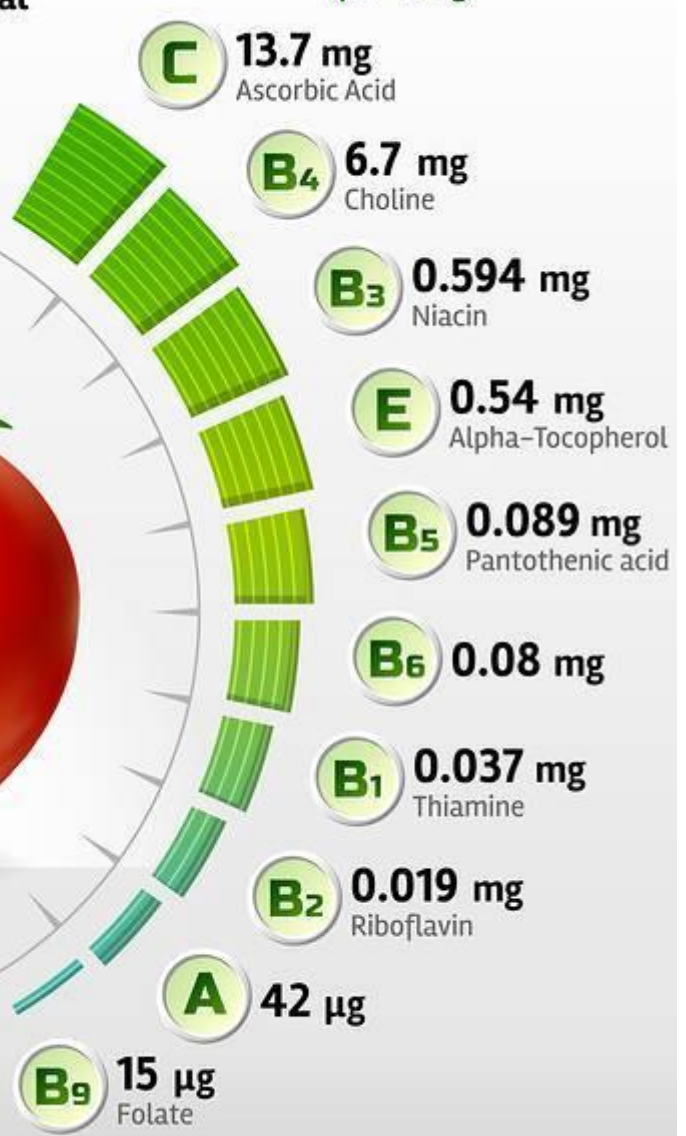 C 13.7 mg
Ascorbic Acid
B4 6.7 mg
Choline
B3 0.594 mg
Niacin
E 0.54 mg
Alpha-Tocopherol
B5 0.089 mg
Pantothenic acid
B6 0.08 mg
B1 0.037 mg
Thiamine
B2 0.019 mg
Riboflavin
A 42 µg
B9 15 µg
Folate